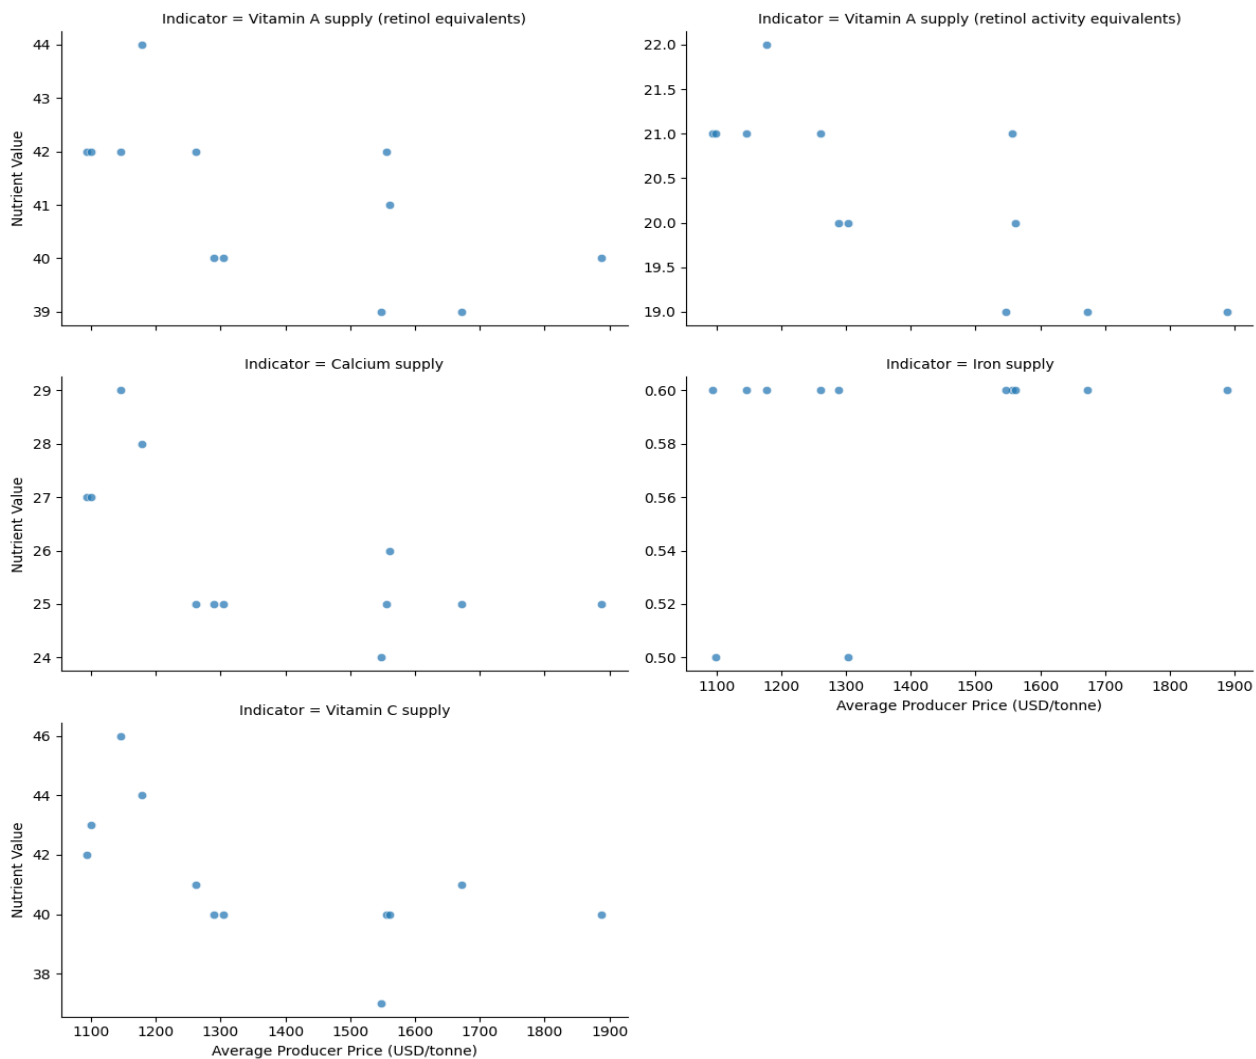 Indicator = Vitamin A supply (retinol equivalents)
44
43
42
41
40
39
Nutrient Value
Indicator = Vitamin A supply (retinol activity equivalents)
22.0
21.5
21.0
20.5
20.0
19.5
19.0
Indicator = Calcium supply
29
28
27
26
25
24
Nutrient Value
Indicator = Iron supply
0.60
0.58
0.56
0.54
0.52
0.50
1100 1200 1300 1400 1500 1600 1700 1800 1900
Average Producer Price (USD/tonne)
Indicator = Vitamin C supply
46
44
42
40
38
Nutrient Value
1100 1200 1300 1400 1500 1600 1700 1800 1900
Average Producer Price (USD/tonne)